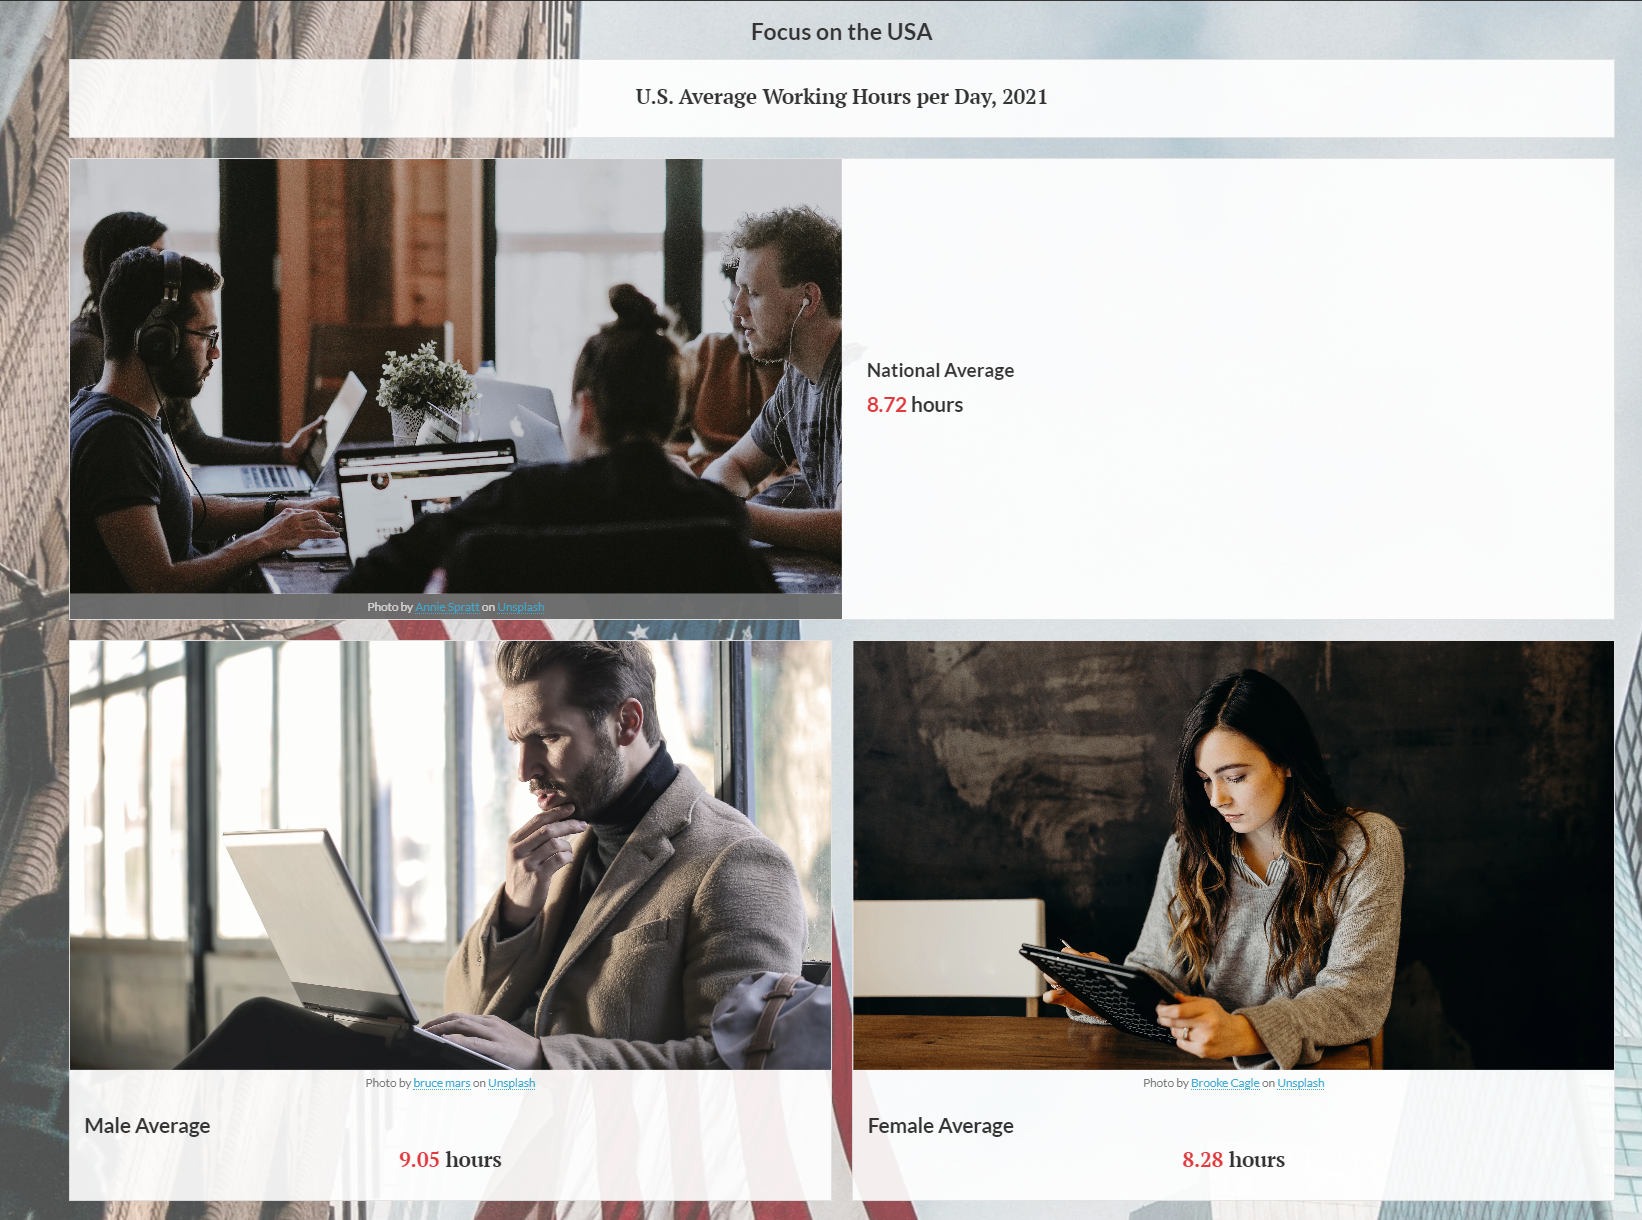 Focus on the USA
U.S. Average Working Hours per Day, 2021
National Average
8.72 hours
Photo by Annie Spratt on Unsplash
Photo by bruce mars on Unsplash
Male Average
9.05 hours
Photo by Brooke Cagle on Unsplash
Female Average
8.28 hours